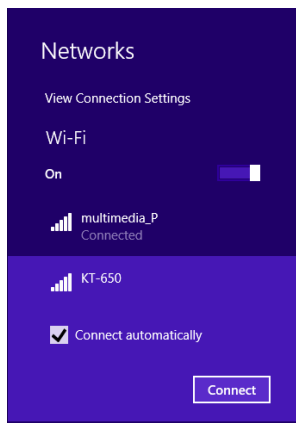 Networks
View Connection Settings
Wi-Fi
On
multimedia_P
Connected
KT-650
Connect automatically
Connect